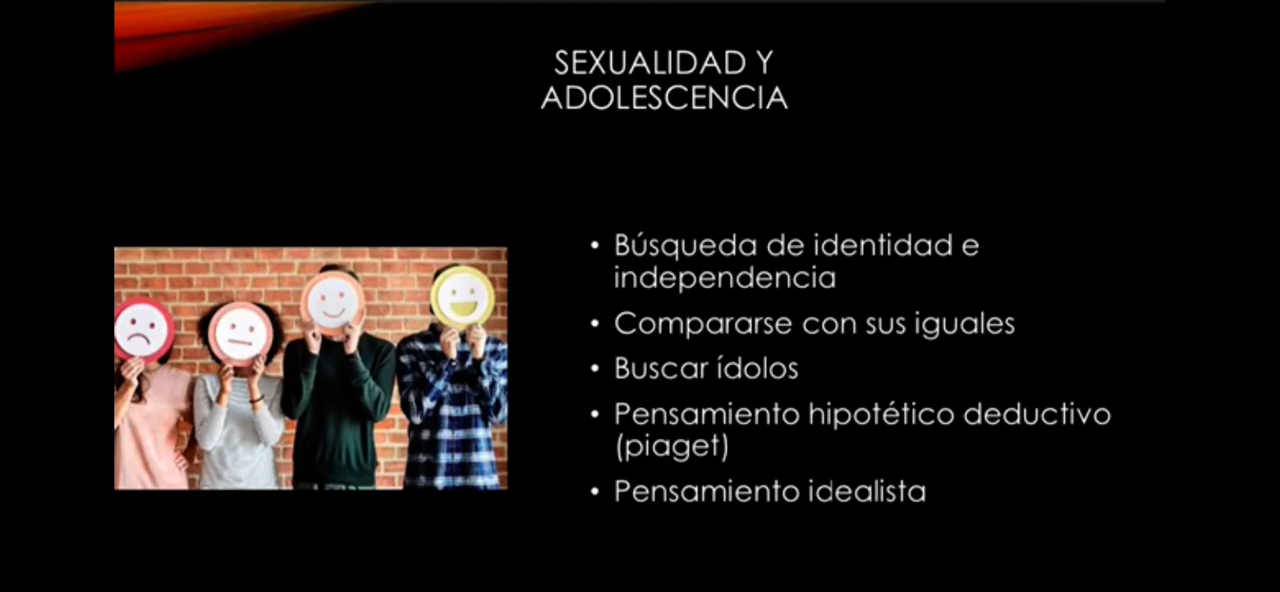 SEXUALIDAD Y
ADOLESCENCIA
• Búsqueda de identidad e
independencia
• Compararse con sus iguales
• Buscar ídolos
• Pensamiento hipotético deductivo
(piaget)
• Pensamiento idealista